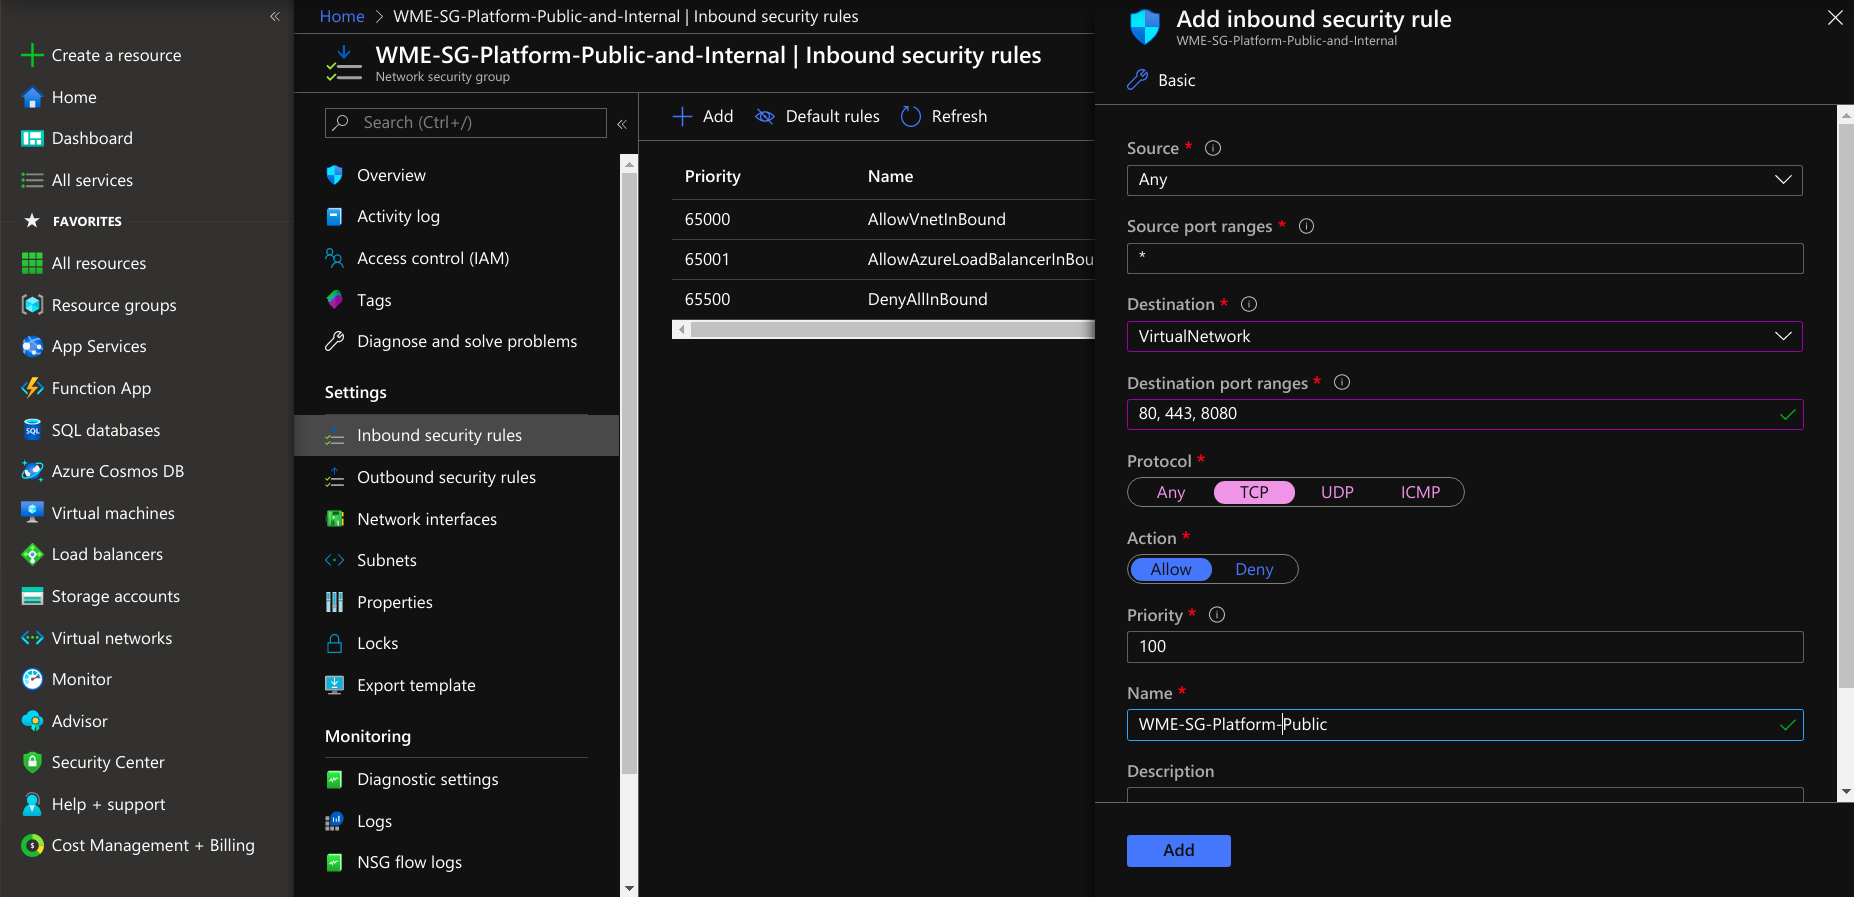 Create a resource
Home
Dashboard
All services
FAVORITES
All resources
Resource groups
App Services
Function App
SQL databases
Azure Cosmos DB
Virtual machines
Load balancers
Storage accounts
Virtual networks
Monitor
Advisor
Security Center
Help + support
Cost Management + Billing
Home > WME-SG-Platform-Public-and-Internal | Inbound security rules
WME-SG-Platform-Public-and-Internal | Inbound security rules
Network security group
Search (Ctrl+/)
Overview
Activity log
Access control (IAM)
Tags
Diagnose and solve problems
Settings
Inbound security rules
Outbound security rules
Network interfaces
Subnets
Properties
Locks
Export template
Monitoring
Diagnostic settings
Logs
NSG flow logs
Add Default rules Refresh
Priority Name
65000 AllowVnetInBound
65001 AllowAzureLoadBalancerInBou
65500 DenyAllInBound
Add inbound security rule
WME-SG-Platform-Public-and-Internal
Basic
Source *
Any
Source port ranges *
*
Destination *
VirtualNetwork
Destination port ranges *
80, 443, 8080
Protocol *
Any TCP UDP ICMP
Action *
Allow Deny
Priority *
100
Name *
WME-SG-Platform-Public
Description
Add